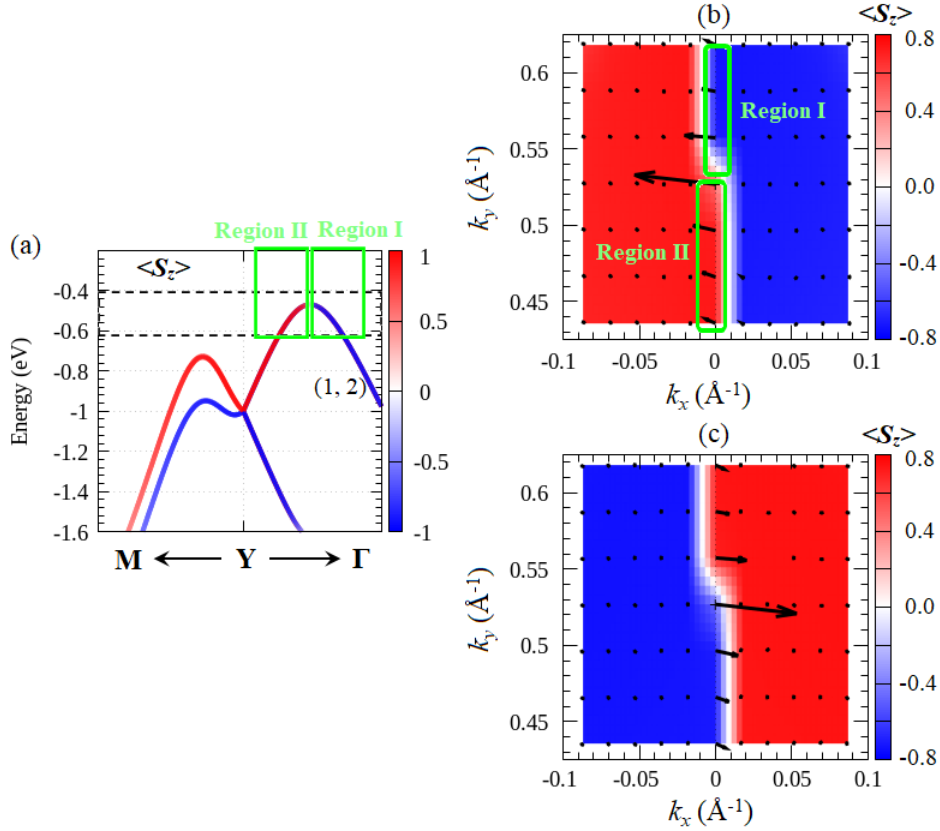 (a)
Region II Region I
<Sz>
-0.4
-0.6
-0.8
-1
-1.2
-1.4
-1.6
Energy (eV)
(1, 2)
1
0.5
0
-0.5
-1
M ← Y → Γ
(b)
<Sz>
0.6
0.55
0.5
0.45
ky (Å-1)
Region I
Region II
0.8
0.4
0.0
-0.4
-0.8
-0.1 -0.05 0 0.05 0.1
kx (Å-1)
(c)
<Sz>
0.6
0.55
0.5
0.45
ky (Å-1)
0.8
0.4
0.0
-0.4
-0.8
-0.1 -0.05 0 0.05 0.1
kx (Å-1)